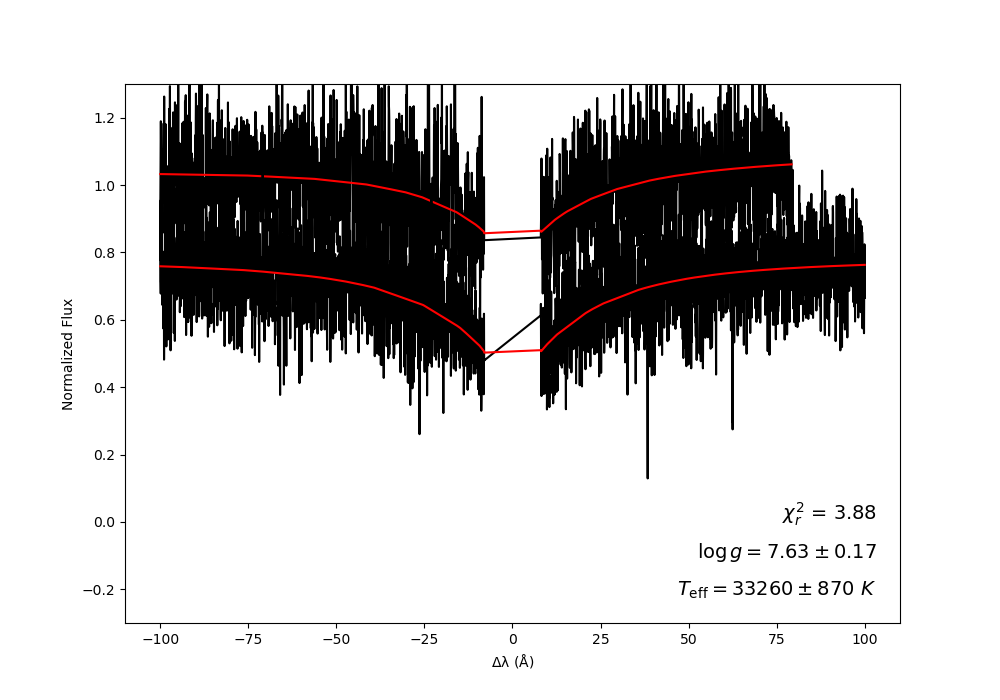 1.2
1.0
0.8
0.6
0.4
0.2
0.0
−0.2
Normalized Flux
χ²ᵣ = 3.88
log g = 7.63 ± 0.17
T_eff = 33260 ± 870 K
−100 −75 −50 −25 0 25 50 75 100
Δλ (Å)